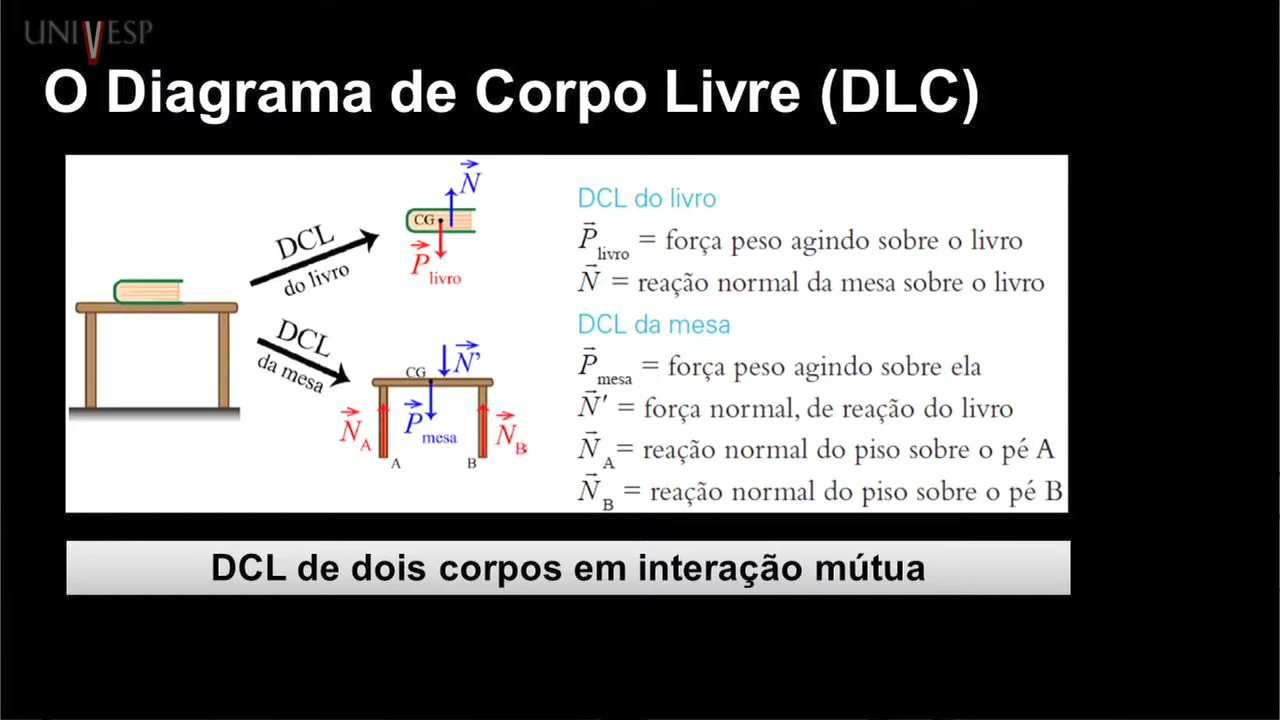 UNIVESP
O Diagrama de Corpo Livre (DLC)
DCL
do livro
N
CG
P livro
DCL
da mesa
CG
N'
N A
P mesa
N B
A
B
DCL do livro
P livro = força peso agindo sobre o livro
N = reação normal da mesa sobre o livro
DCL da mesa
P mesa = força peso agindo sobre ela
N' = força normal, de reação do livro
N A = reação normal do piso sobre o pé A
N B = reação normal do piso sobre o pé B
DCL de dois corpos em interação mútua